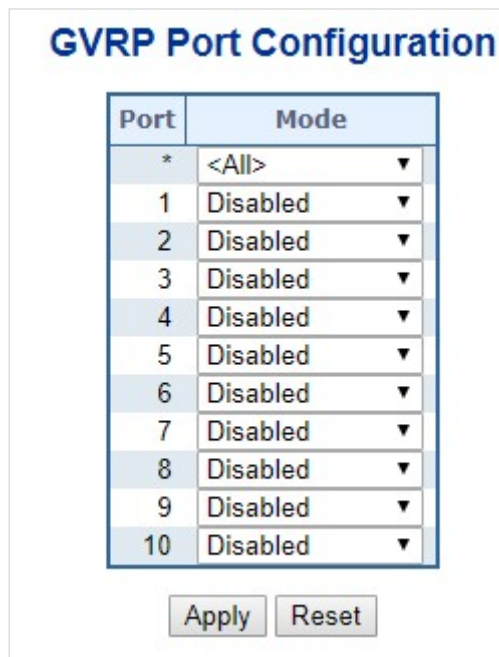 GVRP Port Configuration
Port Mode
* <All>
1 Disabled
2 Disabled
3 Disabled
4 Disabled
5 Disabled
6 Disabled
7 Disabled
8 Disabled
9 Disabled
10 Disabled
Apply Reset